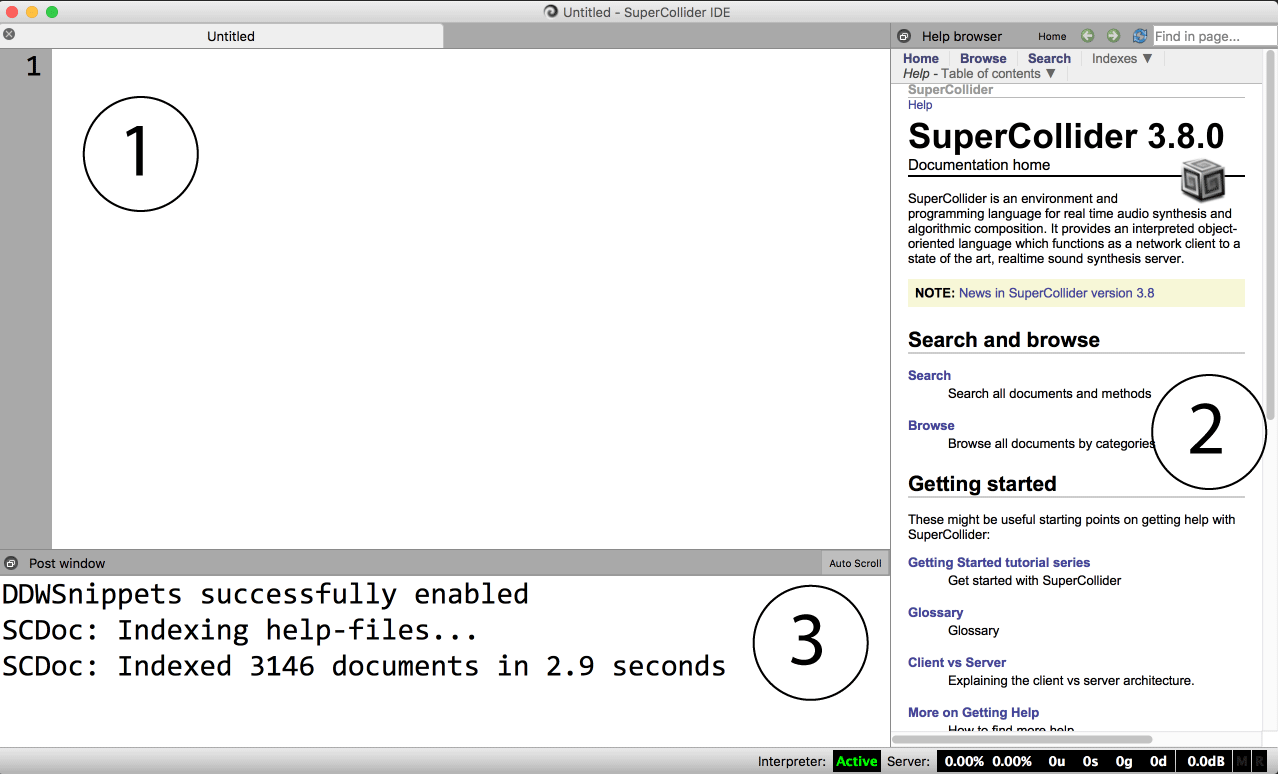 Untitled - SuperCollider IDE
Untitled
1
1
Post window
Auto Scroll
DDWSnippets successfully enabled
SCDoc: Indexing help-files...
SCDoc: Indexed 3146 documents in 2.9 seconds
3
Help browser
Home
Find in page...
Home Browse Search Indexes ▼
Help - Table of contents ▼
SuperCollider
Help
SuperCollider 3.8.0
Documentation home
SuperCollider is an environment and
programming language for real time audio synthesis and
algorithmic composition. It provides an interpreted object-
oriented language which functions as a network client to a
state of the art, realtime sound synthesis server.
NOTE: News in SuperCollider version 3.8
Search and browse
Search
Search all documents and methods
Browse
Browse all documents by categories
2
Getting started
These might be useful starting points on getting help with
SuperCollider:
Getting Started tutorial series
Get started with SuperCollider
Glossary
Glossary
Client vs Server
Explaining the client vs server architecture.
More on Getting Help
How to find more help
Interpreter: Active Server: 0.00% 0.00% 0u 0s 0g 0d 0.0dB M R